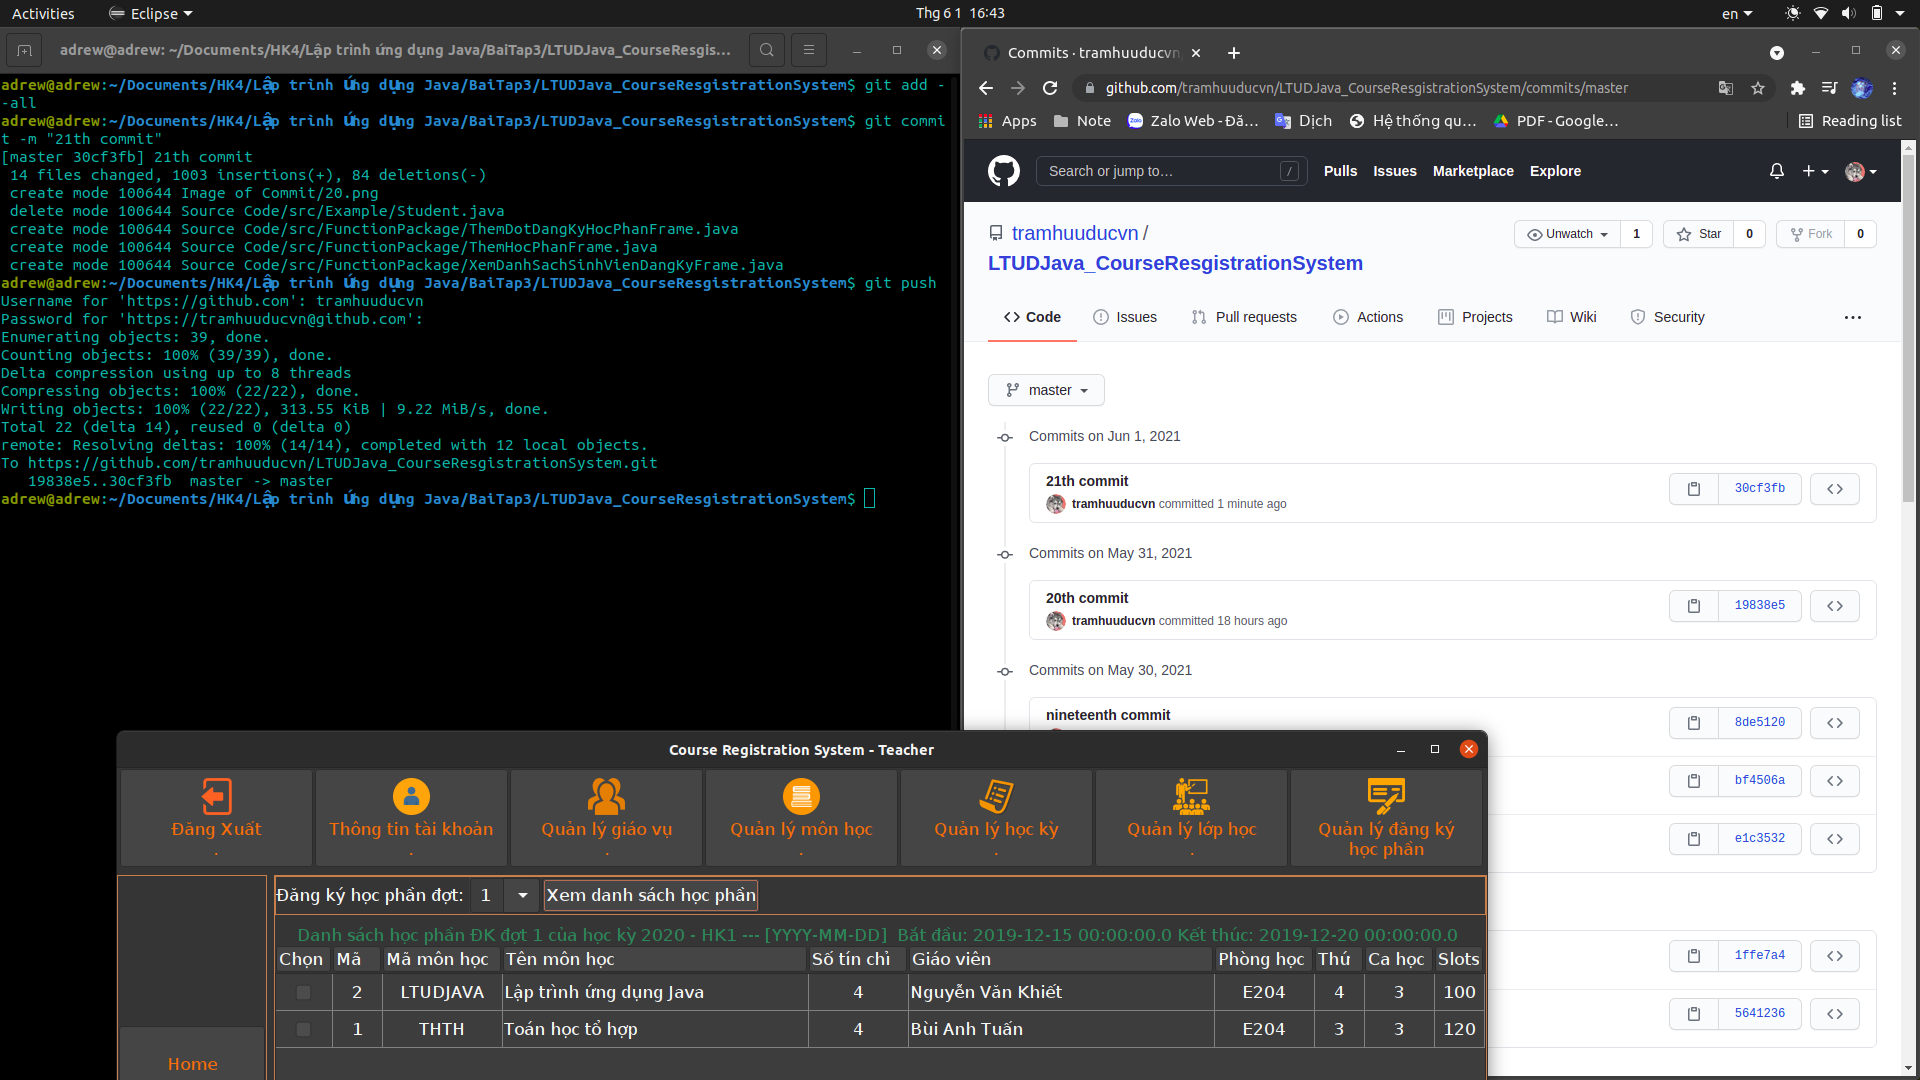 Activities
Eclipse
Thg 6 1  16:43
en
adrew@adrew: ~/Documents/HK4/Lập trình ứng dụng Java/BaiTap3/LTUDJava_CourseResgis...
adrew@adrew:~/Documents/HK4/Lập trình ứng dụng Java/BaiTap3/LTUDJava_CourseResgistrationSystem$ git add -
-all
adrew@adrew:~/Documents/HK4/Lập trình ứng dụng Java/BaiTap3/LTUDJava_CourseResgistrationSystem$ git commi
t -m "21th commit"
[master 30cf3fb] 21th commit
 14 files changed, 1003 insertions(+), 84 deletions(-)
 create mode 100644 Image of Commit/20.png
 delete mode 100644 Source Code/src/Example/Student.java
 create mode 100644 Source Code/src/FunctionPackage/ThemDotDangKyHocPhanFrame.java
 create mode 100644 Source Code/src/FunctionPackage/ThemHocPhanFrame.java
 create mode 100644 Source Code/src/FunctionPackage/XemDanhSachSinhVienDangKyFrame.java
adrew@adrew:~/Documents/HK4/Lập trình ứng dụng Java/BaiTap3/LTUDJava_CourseResgistrationSystem$ git push
Username for 'https://github.com': tramhuuducvn
Password for 'https://tramhuuducvn@github.com':
Enumerating objects: 39, done.
Counting objects: 100% (39/39), done.
Delta compression using up to 8 threads
Compressing objects: 100% (22/22), done.
Writing objects: 100% (22/22), 313.55 KiB | 9.22 MiB/s, done.
Total 22 (delta 14), reused 0 (delta 0)
remote: Resolving deltas: 100% (14/14), completed with 12 local objects.
To https://github.com/tramhuuducvn/LTUDJava_CourseResgistrationSystem.git
   19838e5..30cf3fb  master -> master
adrew@adrew:~/Documents/HK4/Lập trình ứng dụng Java/BaiTap3/LTUDJava_CourseResgistrationSystem$
Commits · tramhuuducvn
github.com/tramhuuducvn/LTUDJava_CourseResgistrationSystem/commits/master
Apps
Note
Zalo Web - Đă...
Dịch
Hệ thống qu...
PDF - Google...
Reading list
Search or jump to...
/
Pulls
Issues
Marketplace
Explore
tramhuuducvn /
LTUDJava_CourseResgistrationSystem
Unwatch
1
Star
0
Fork
0
Code
Issues
Pull requests
Actions
Projects
Wiki
Security
master
Commits on Jun 1, 2021
21th commit
tramhuuducvn committed 1 minute ago
30cf3fb
Commits on May 31, 2021
20th commit
tramhuuducvn committed 18 hours ago
19838e5
Commits on May 30, 2021
nineteenth commit
8de5120
bf4506a
e1c3532
1ffe7a4
5641236
Course Registration System - Teacher
Đăng Xuất
.
Thông tin tài khoản
.
Quản lý giáo vụ
.
Quản lý môn học
.
Quản lý học kỳ
.
Quản lý lớp học
.
Quản lý đăng ký
học phần
Home
Đăng ký học phần đợt: 1
Xem danh sách học phần
Danh sách học phần ĐK đợt 1 của học kỳ 2020 - HK1 --- [YYYY-MM-DD]  Bắt đầu: 2019-12-15 00:00:00.0 Kết thúc: 2019-12-20 00:00:00.0
Chọn Mã Mã môn học Tên môn học Số tín chỉ Giáo viên Phòng học Thứ Ca học Slots
2 LTUDJAVA Lập trình ứng dụng Java 4 Nguyễn Văn Khiết E204 4 3 100
1 THTH Toán học tổ hợp 4 Bùi Anh Tuấn E204 3 3 120